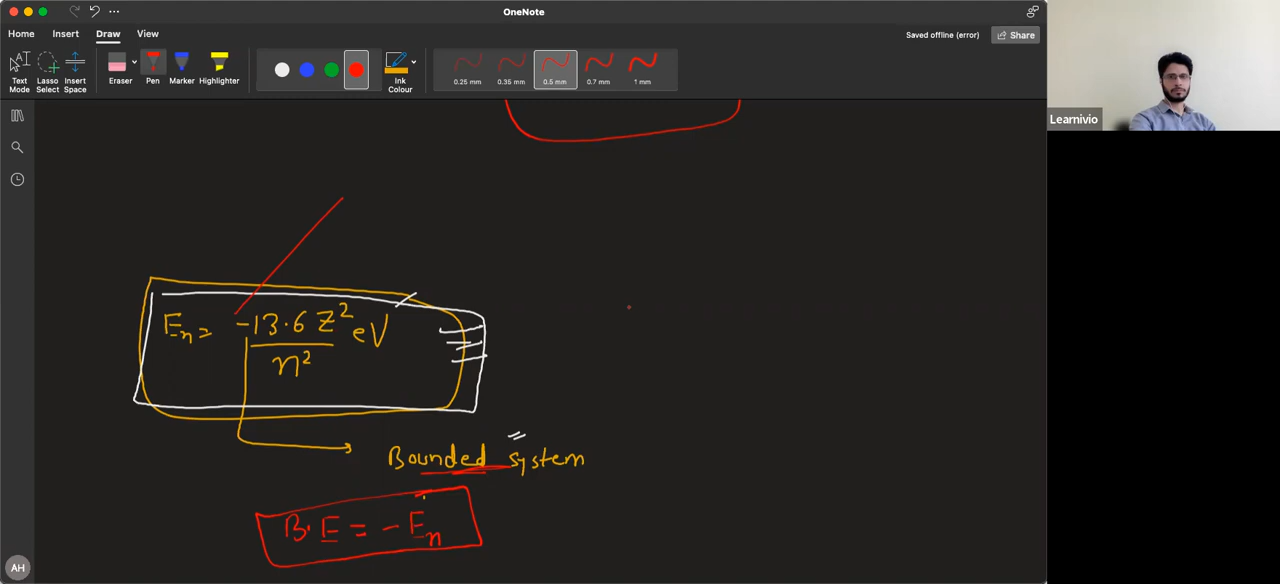 OneNote
Home Insert Draw View
Saved offline (error) Share
Text Mode
Lasso Select
Insert Space
Eraser
Pen
Marker
Highlighter
Ink Colour
0.25 mm 0.35 mm 0.5 mm 0.7 mm 1 mm
Learnivio
En = -13.6 Z² eV
n²
Bounded system
B.E = - En
AH